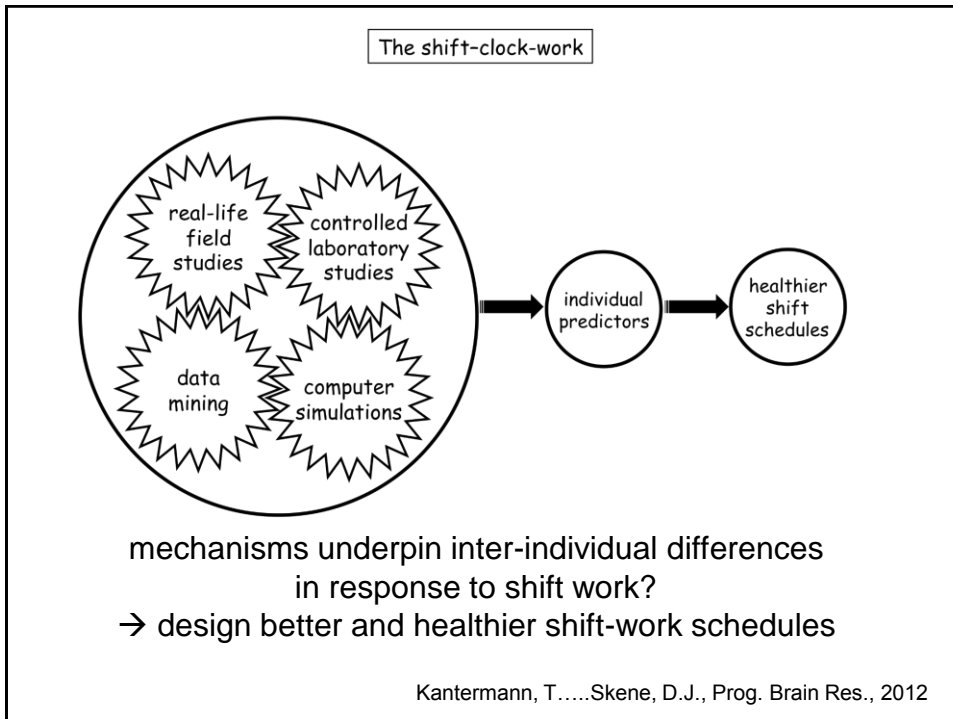 The shift-clock-work
real-life
field
studies
controlled
laboratory
studies
data
mining
computer
simulations
individual
predictors
healthier
shift
schedules
mechanisms underpin inter-individual differences
in response to shift work?
→ design better and healthier shift-work schedules
Kantermann, T…..Skene, D.J., Prog. Brain Res., 2012